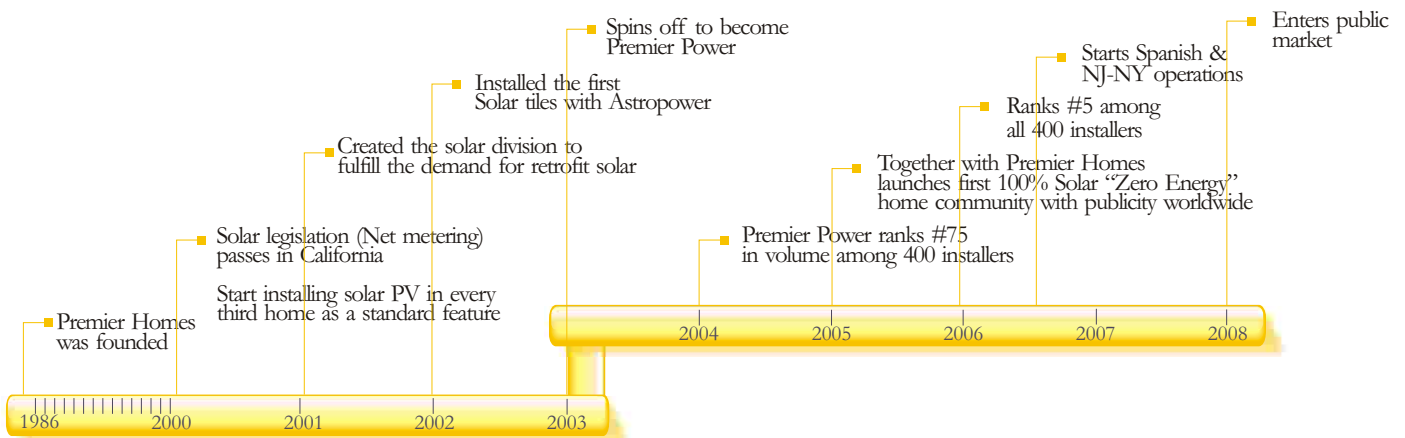 Premier Homes
was founded
Solar legislation (Net metering)
passes in California
Start installing solar PV in every
third home as a standard feature
Created the solar division to
fulfill the demand for retrofit solar
Installed the first
Solar tiles with Astropower
Spins off to become
Premier Power
Premier Power ranks #75
in volume among 400 installers
Together with Premier Homes
launches first 100% Solar “Zero Energy”
home community with publicity worldwide
Ranks #5 among
all 400 installers
Starts Spanish &
NJ-NY operations
Enters public
market
1986 2000 2001 2002 2003
2004 2005 2006 2007 2008